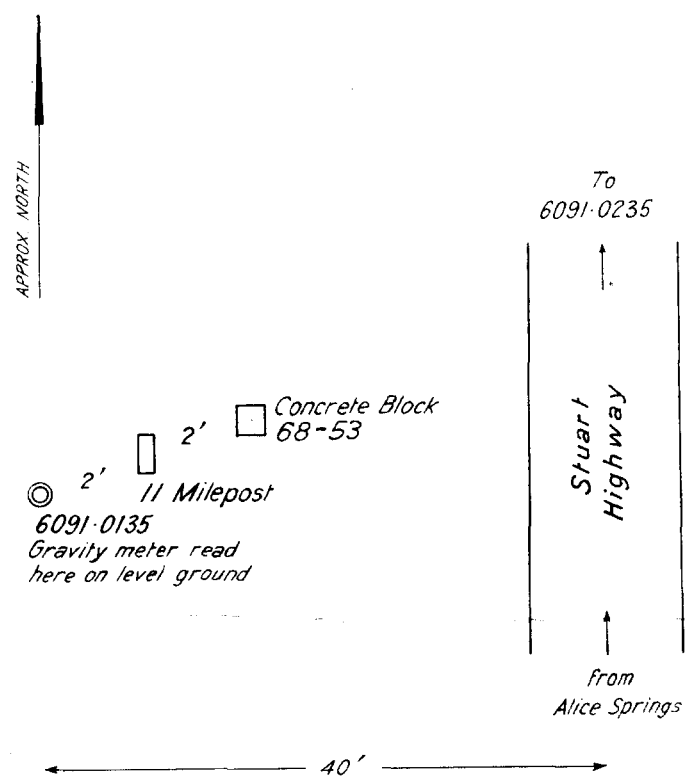 APPROX NORTH
To
6091·0235
Stuart
Highway
Concrete Block
68-53
2'
2'
11 Milepost
6091·0135
Gravity meter read
here on level ground
from
Alice Springs
40'